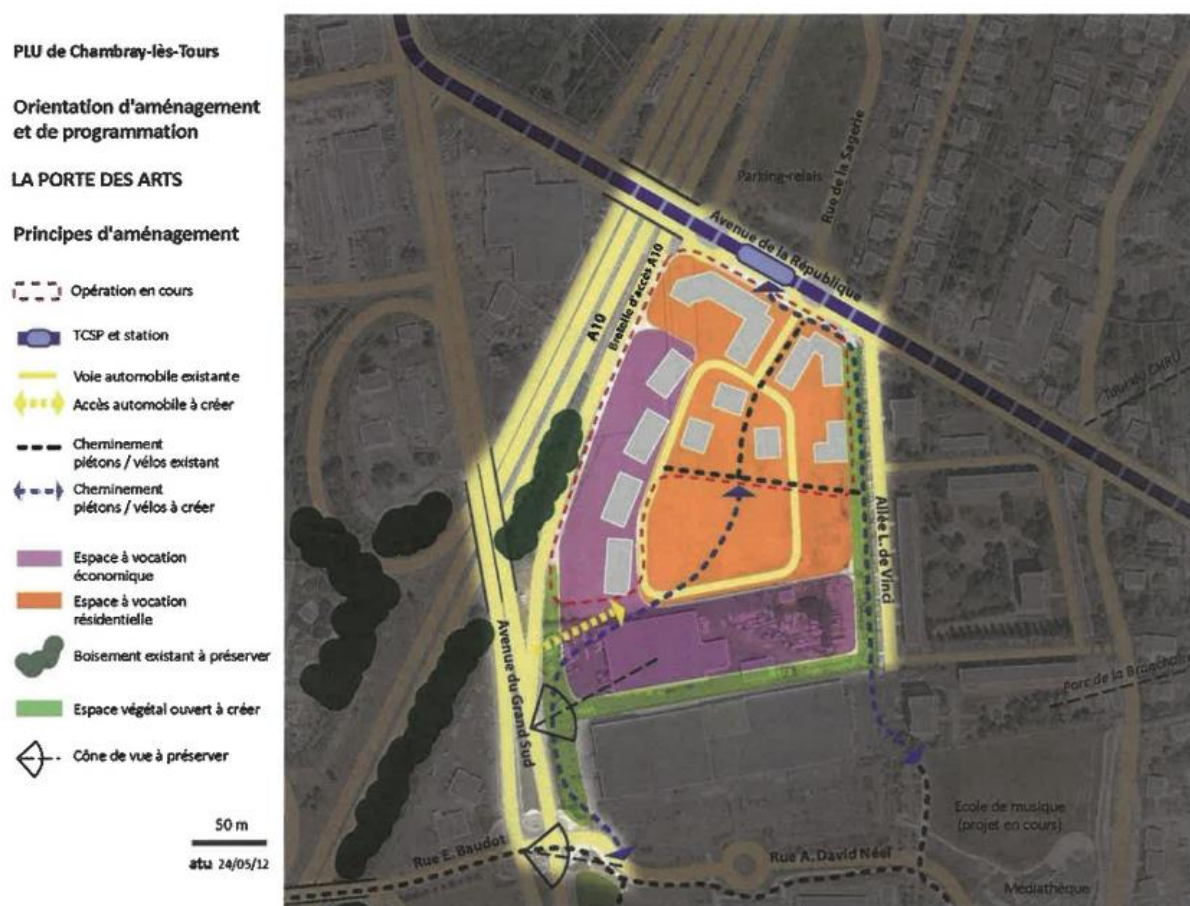 PLU de Chambray-lès-Tours
Orientation d'aménagement
et de programmation
LA PORTE DES ARTS
Principes d'aménagement
Opération en cours
TCSP et station
Voie automobile existante
Accès automobile à créer
Cheminement
piétons / vélos existant
Cheminement
piétons / vélos à créer
Espace à vocation
économique
Espace à vocation
résidentielle
Boisement existant à préserver
Espace végétal ouvert à créer
Cône de vue à préserver
50 m
atu 24/05/12
Parking-relais
Rue de la Sagerie
Avenue de la République
Bretelle d'accès A10
A10
Allée L. de Vinci
Avenue du Grand Sud
Ecole de musique
(projet en cours)
Rue E. Baudot
Rue A. David Néel
Médiathèque